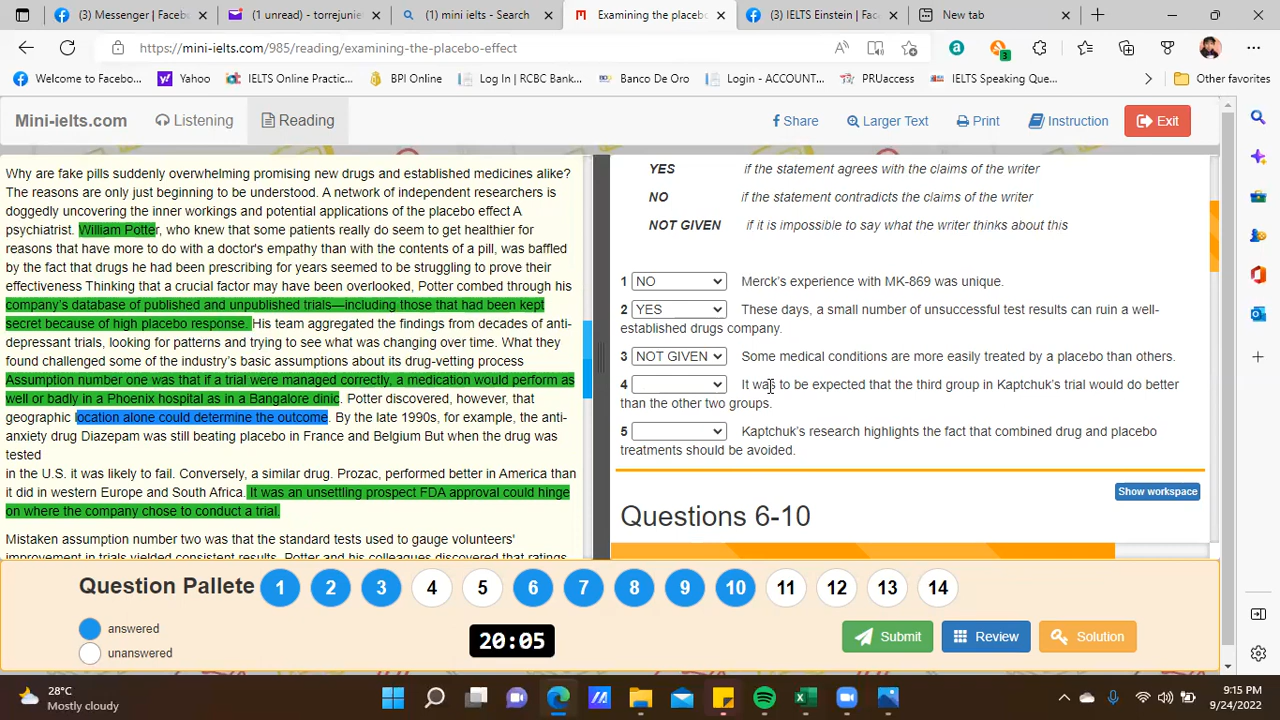 (3) Messenger | Faceb
(1 unread) - torrejunie
(1) mini ielts - Search
Examining the placebo
(3) IELTS Einstein | Fac
New tab
https://mini-ielts.com/985/reading/examining-the-placebo-effect
Welcome to Facebo...
Yahoo
IELTS Online Practic...
BPI Online
Log In | RCBC Bank...
Banco De Oro
Login - ACCOUNT...
PRUaccess
IELTS Speaking Que...
Other favorites
Mini-ielts.com
Listening
Reading
Share
Larger Text
Print
Instruction
Exit
Why are fake pills suddenly overwhelming promising new drugs and established medicines alike?
The reasons are only just beginning to be understood. A network of independent researchers is
doggedly uncovering the inner workings and potential applications of the placebo effect A
psychiatrist. William Potter, who knew that some patients really do seem to get healthier for
reasons that have more to do with a doctor's empathy than with the contents of a pill, was baffled
by the fact that drugs he had been prescribing for years seemed to be struggling to prove their
effectiveness Thinking that a crucial factor may have been overlooked, Potter combed through his
company's database of published and unpublished trials—including those that had been kept
secret because of high placebo response. His team aggregated the findings from decades of anti-
depressant trials, looking for patterns and trying to see what was changing over time. What they
found challenged some of the industry's basic assumptions about its drug-vetting process
Assumption number one was that if a trial were managed correctly, a medication would perform as
well or badly in a Phoenix hospital as in a Bangalore dinic. Potter discovered, however, that
geographic location alone could determine the outcome. By the late 1990s, for example, the anti-
anxiety drug Diazepam was still beating placebo in France and Belgium But when the drug was
tested
in the U.S. it was likely to fail. Conversely, a similar drug. Prozac, performed better in America than
it did in western Europe and South Africa. It was an unsettling prospect FDA approval could hinge
on where the company chose to conduct a trial.
Mistaken assumption number two was that the standard tests used to gauge volunteers'
improvement in trials yielded consistent results. Potter and his colleagues discovered that ratings
YES if the statement agrees with the claims of the writer
NO if the statement contradicts the claims of the writer
NOT GIVEN if it is impossible to say what the writer thinks about this
1 NO Merck's experience with MK-869 was unique.
2 YES These days, a small number of unsuccessful test results can ruin a well-
established drugs company.
3 NOT GIVEN Some medical conditions are more easily treated by a placebo than others.
4 It was to be expected that the third group in Kaptchuk's trial would do better
than the other two groups.
5 Kaptchuk's research highlights the fact that combined drug and placebo
treatments should be avoided.
Show workspace
Questions 6-10
Question Pallete 1 2 3 4 5 6 7 8 9 10 11 12 13 14
answered
unanswered
20:05
Submit
Review
Solution
28°C
Mostly cloudy
9:15 PM
9/24/2022